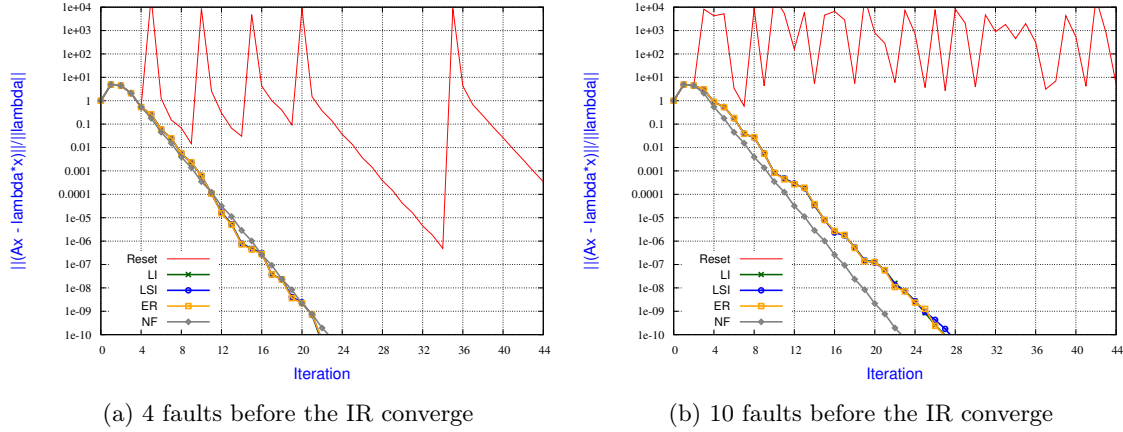 1e+04
1e+03
1e+02
1e+01
1
0.1
0.01
0.001
0.0001
1e-05
1e-06
1e-07
1e-08
1e-09
1e-10
||(Ax - lambda*x)||/||lambda||
Reset
LI
LSI
ER
NF
0 4 8 12 16 20 24 28 32 36 40 44
Iteration
(a) 4 faults before the IR converge
1e+04
1e+03
1e+02
1e+01
1
0.1
0.01
0.001
0.0001
1e-05
1e-06
1e-07
1e-08
1e-09
1e-10
||(Ax - lambda*x)||/||lambda||
Reset
LI
LSI
ER
NF
0 4 8 12 16 20 24 28 32 36 40 44
Iteration
(b) 10 faults before the IR converge